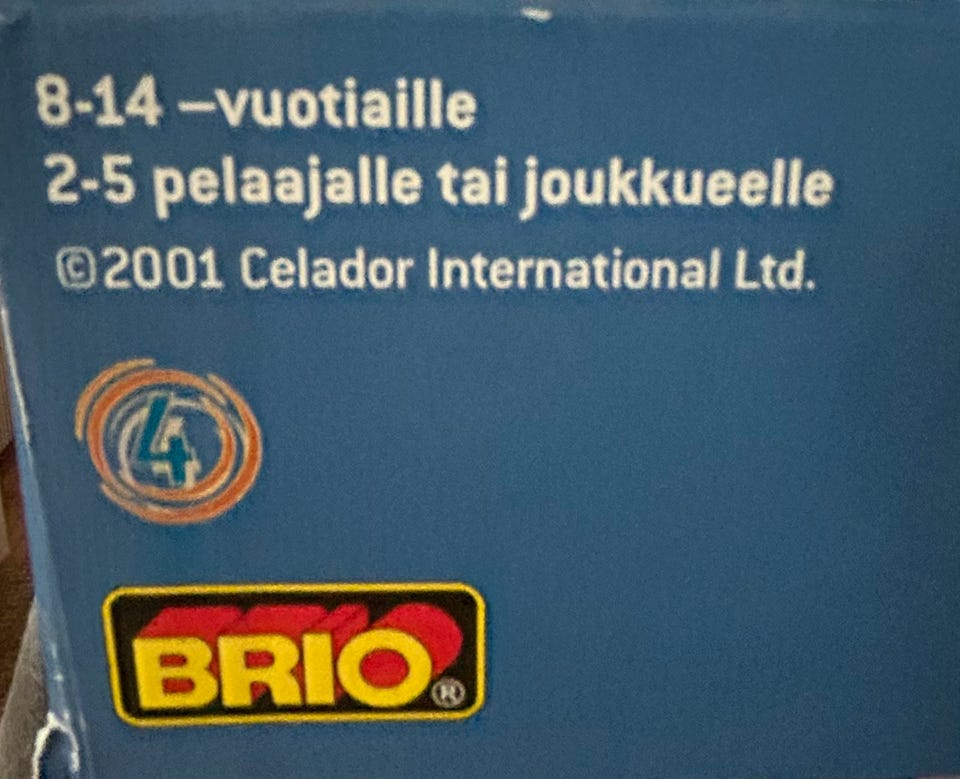 8-14 –vuotiaille
2-5 pelaajalle tai joukkueelle
©2001 Celador International Ltd.
4
BRIO®